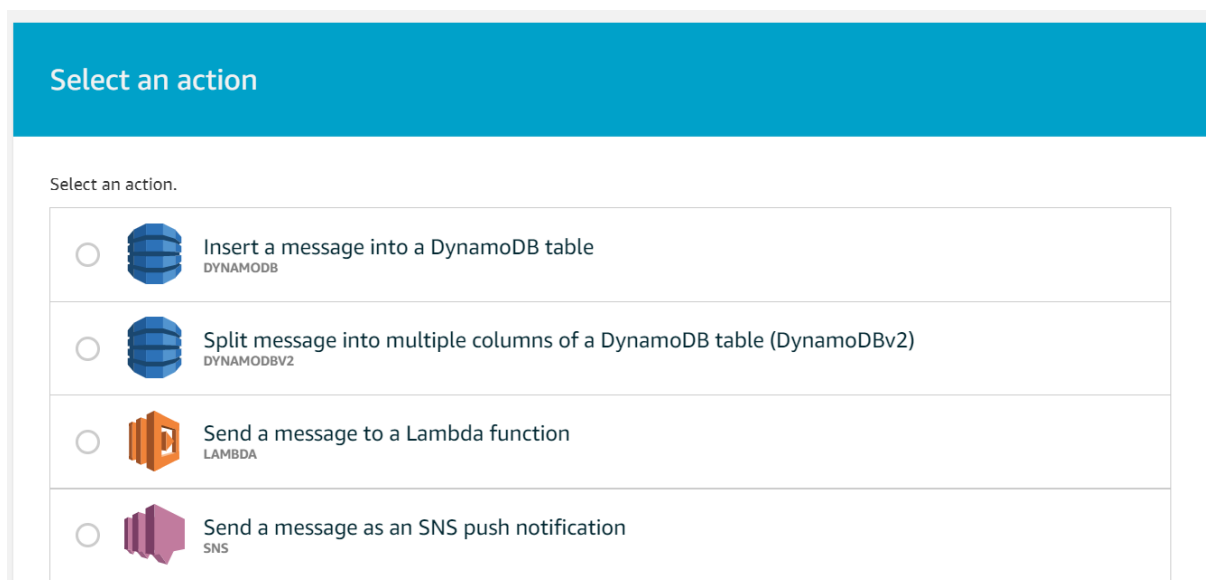 Select an action
Select an action.
Insert a message into a DynamoDB table
DYNAMODB
Split message into multiple columns of a DynamoDB table (DynamoDBv2)
DYNAMODBV2
Send a message to a Lambda function
LAMBDA
Send a message as an SNS push notification
SNS